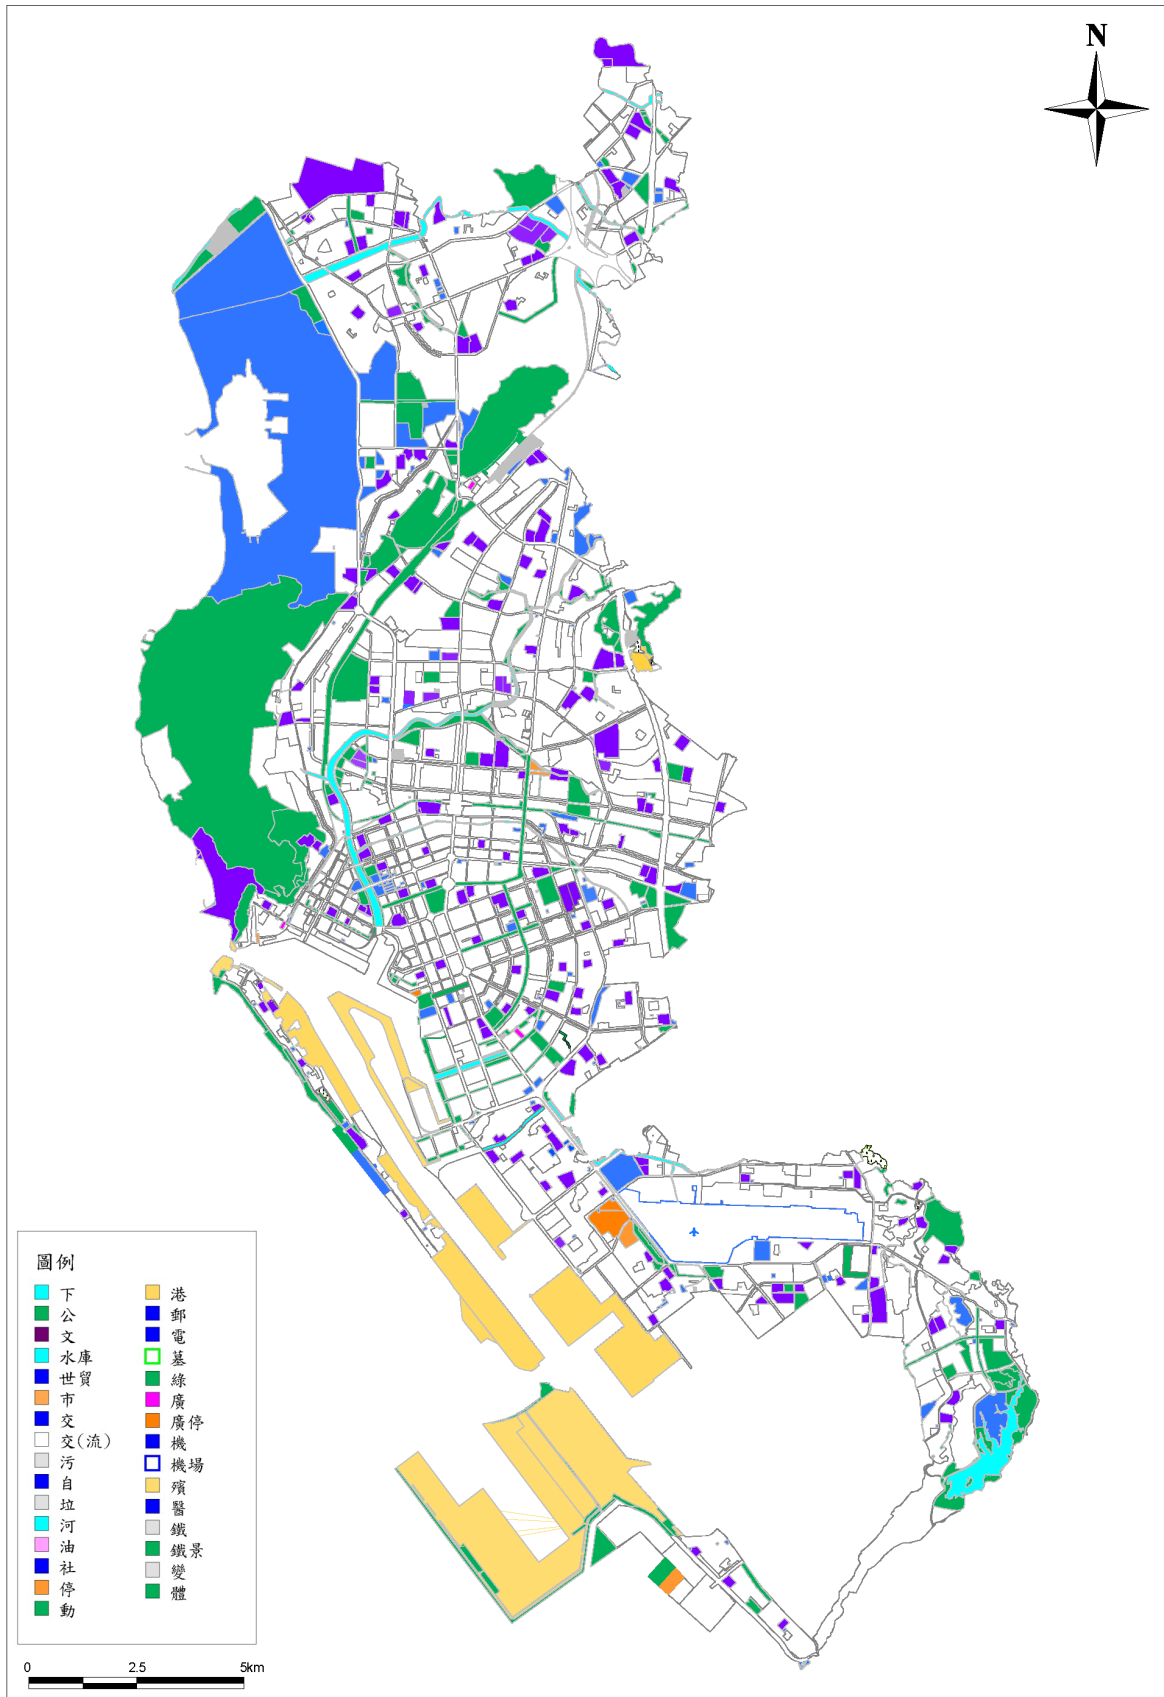 N
圖例
下
公
文
水庫
世貿
市
交
交(流)
污
自
垃
河
油
社
停
動
港
郵
電
墓
綠
廣
廣停
機
機場
殯
醫
鐵
鐵景
變
體
0 2.5 5km